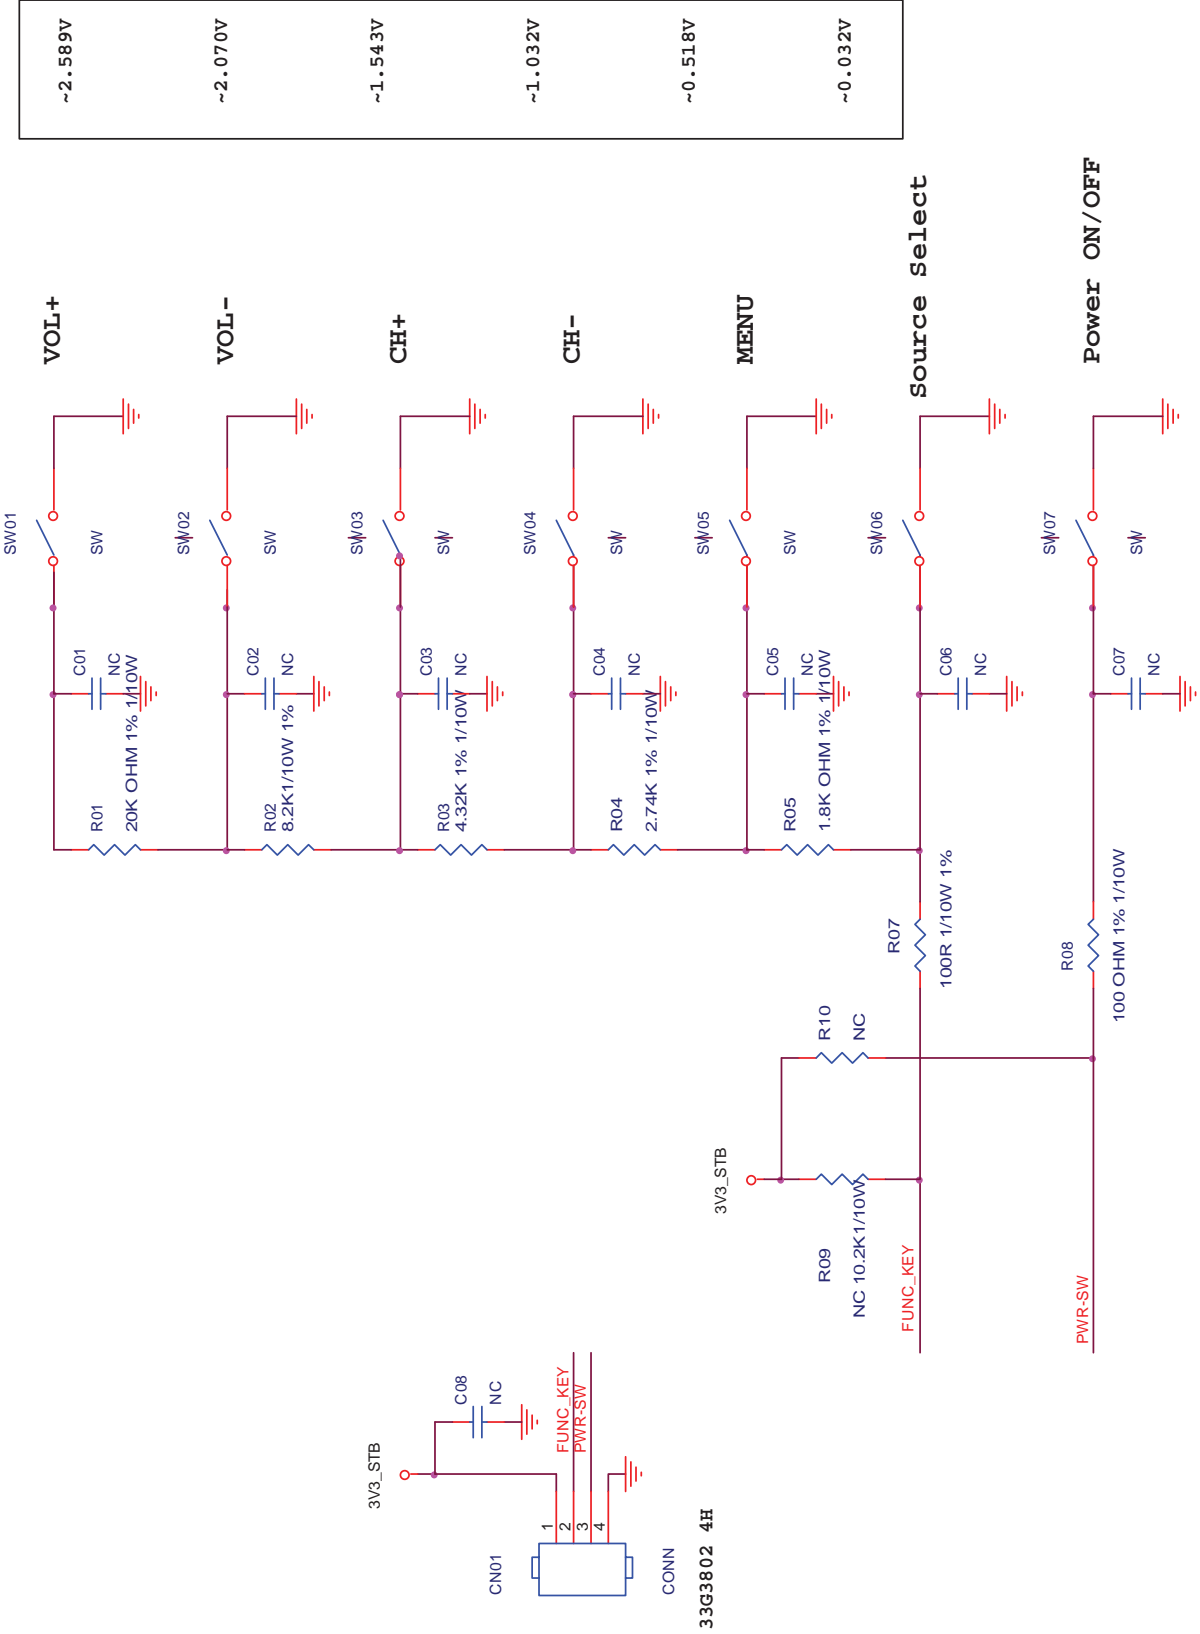 ~2.589V
~2.070V
~1.543V
~1.032V
~0.518V
~0.032V
VOL+
VOL-
CH+
CH-
MENU
Source Select
Power ON/OFF
SW01
SW
SW02
SW
SW03
SW
SW04
SW
SW05
SW
SW06
SW07
SW
C01
NC
C02
NC
C03
NC
C04
NC
C05
NC
C06
NC
C07
NC
R01
20K OHM 1% 1/10W
R02
8.2K1/10W 1%
R03
4.32K 1% 1/10W
R04
2.74K 1% 1/10W
R05
1.8K OHM 1% 1/10W
R07
100R 1/10W 1%
R08
100 OHM 1% 1/10W
R10
NC
3V3_STB
R09
NC 10.2K1/10W
FUNC_KEY
PWR-SW
3V3_STB
C08
NC
FUNC_KEY
PWR-SW
1
2
3
4
CN01
CONN
33G3802 4H